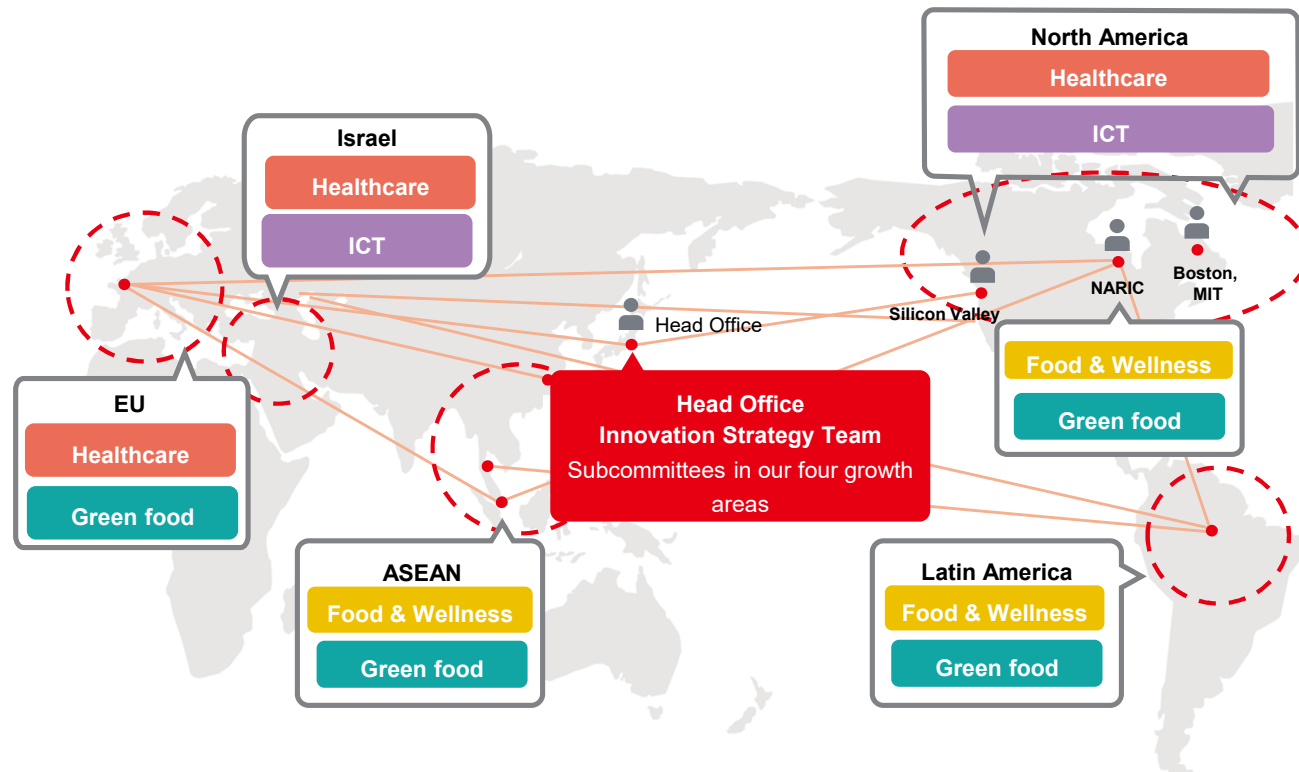 North America
Healthcare
ICT
Israel
Healthcare
ICT
Boston,
MIT
NARIC
Silicon Valley
Head Office
Food & Wellness
Green food
EU
Healthcare
Green food
Head Office
Innovation Strategy Team
Subcommittees in our four growth
areas
ASEAN
Food & Wellness
Green food
Latin America
Food & Wellness
Green food